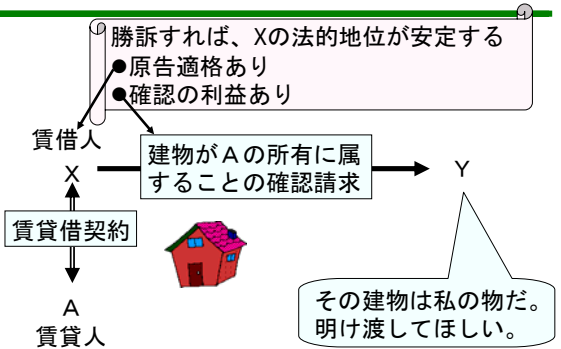 勝訴すれば、Xの法的地位が安定する
●原告適格あり
●確認の利益あり
賃借人
X
建物がAの所有に属
することの確認請求
Y
賃貸借契約
A
賃貸人
その建物は私の物だ。
明け渡してほしい。